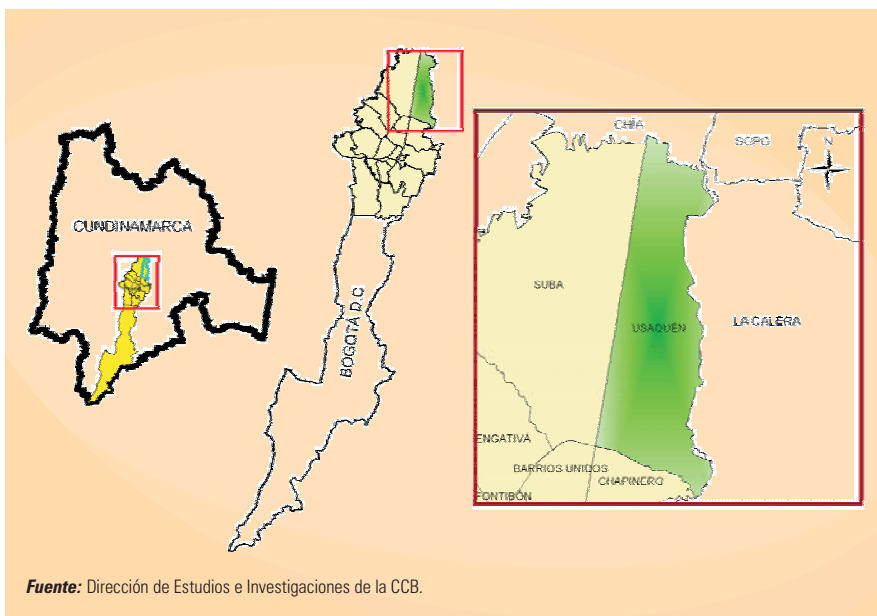 CUNDINAMARCA
BOGOTÁ D.C
CHÍA
SOPO
N
SUBA
USAQUÉN
LA CALERA
ENGATIVA
BARRIOS UNIDOS
CHAPINERO
FONTIBÓN
Fuente: Dirección de Estudios e Investigaciones de la CCB.